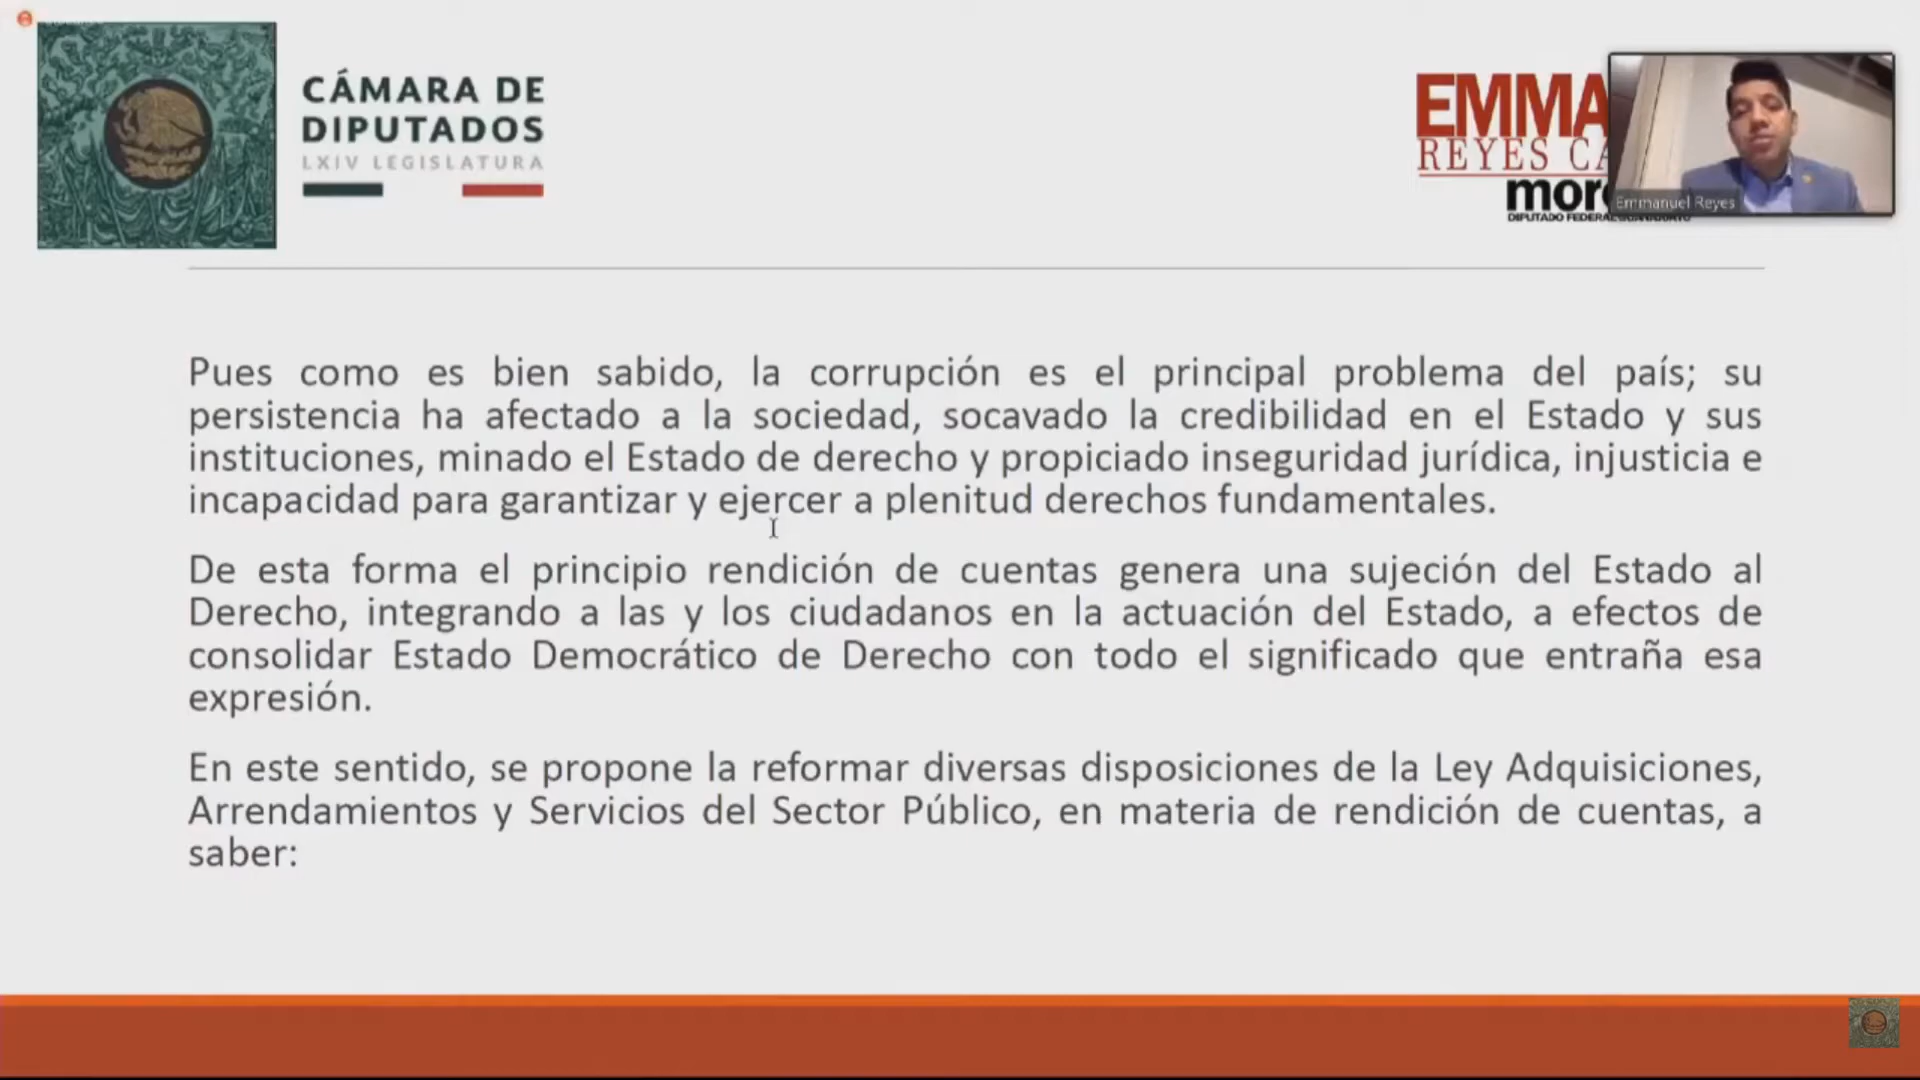 CÁMARA DE
DIPUTADOS
LXIV LEGISLATURA
EMMA
REYES CA
more
DIPUTADO FEDERAL GUANAJUATO
Emmanuel Reyes
Pues como es bien sabido, la corrupción es el principal problema del país; su
persistencia ha afectado a la sociedad, socavado la credibilidad en el Estado y sus
instituciones, minado el Estado de derecho y propiciado inseguridad jurídica, injusticia e
incapacidad para garantizar y ejercer a plenitud derechos fundamentales.
De esta forma el principio rendición de cuentas genera una sujeción del Estado al
Derecho, integrando a las y los ciudadanos en la actuación del Estado, a efectos de
consolidar Estado Democrático de Derecho con todo el significado que entraña esa
expresión.
En este sentido, se propone la reformar diversas disposiciones de la Ley Adquisiciones,
Arrendamientos y Servicios del Sector Público, en materia de rendición de cuentas, a
saber: